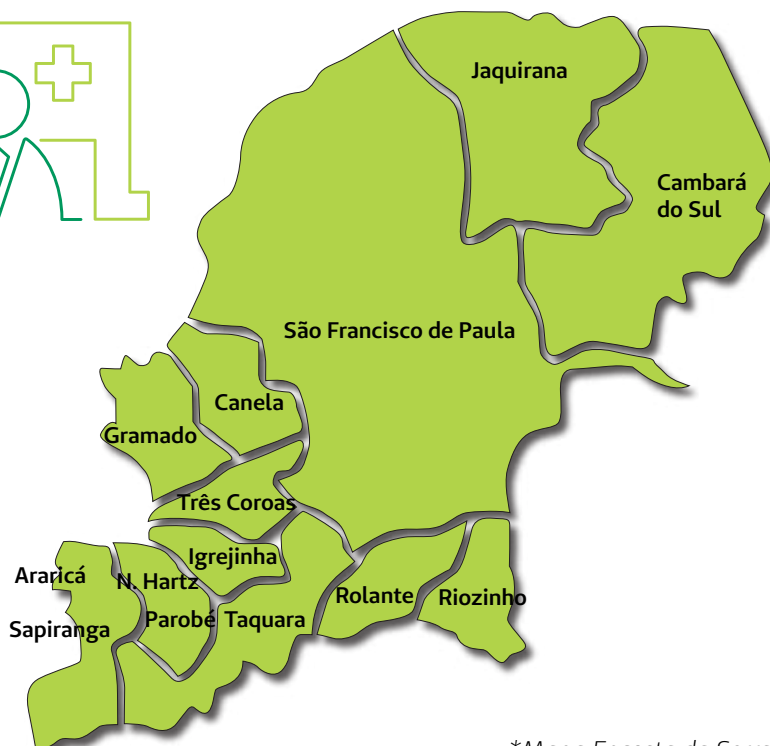 Jaquirana
Cambará
do Sul
São Francisco de Paula
Canela
Gramado
Três Coroas
Igrejinha
Araricá
N. Hartz
Rolante
Riozinho
Parobé
Taquara
Sapiranga